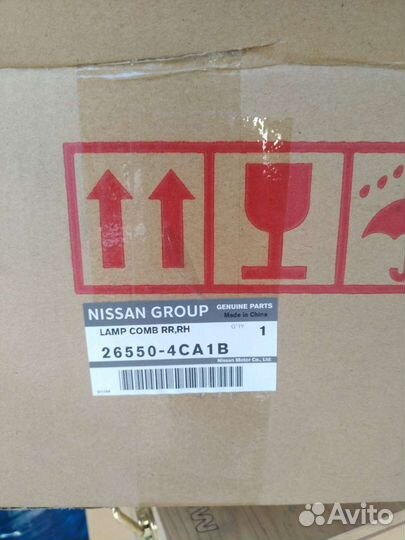 NISSAN GROUP GENUINE PARTS
Made in China
LAMP COMB RR,RH Q'TY 1
26550-4CA1B
Nissan Motor Co., Ltd.
Avito